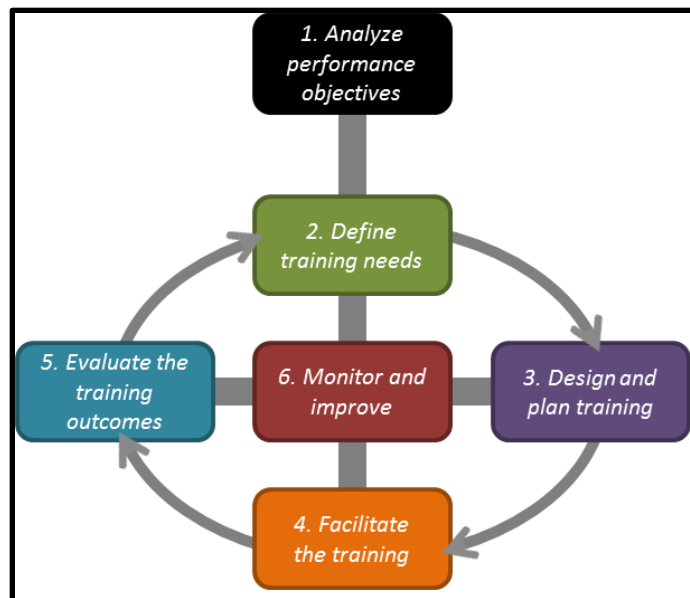 1. Analyze
performance
objectives
2. Define
training needs
5. Evaluate the
training
outcomes
6. Monitor and
improve
3. Design and
plan training
4. Facilitate
the training